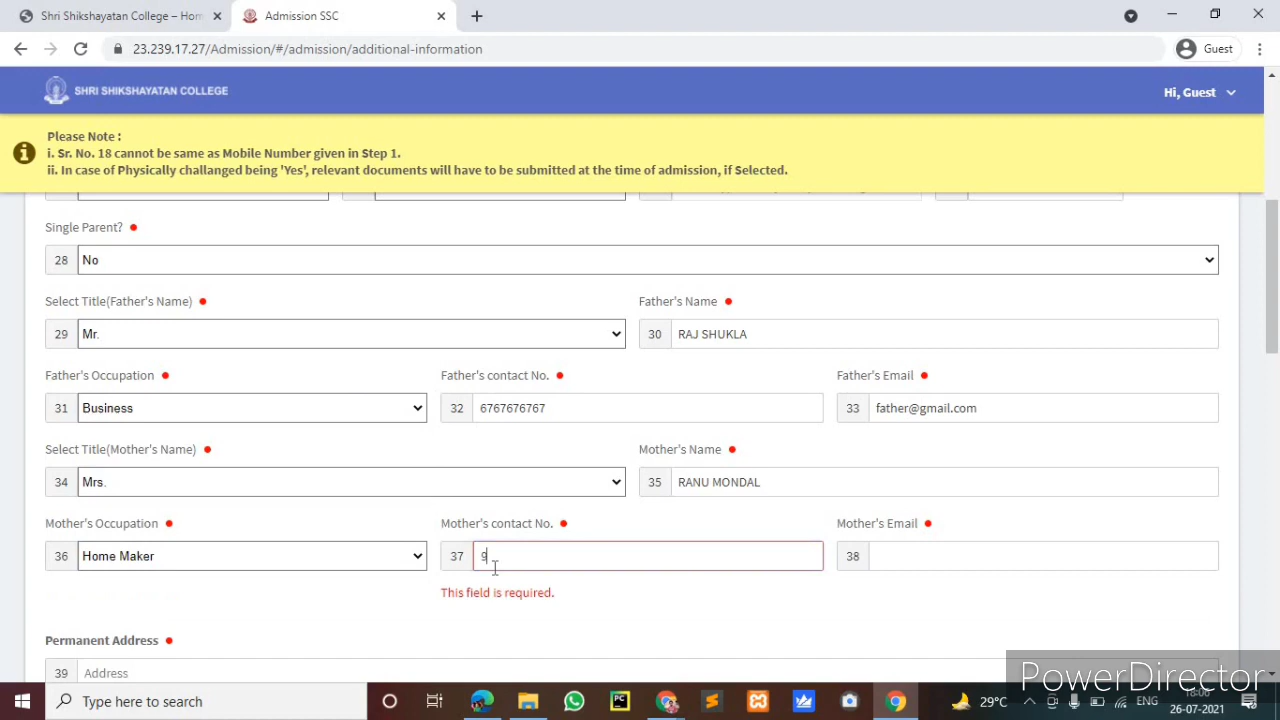 Shri Shikshayatan College – Hom
Admission SSC
23.239.17.27/Admission/#/admission/additional-information
Guest
SHRI SHIKSHAYATAN COLLEGE
Hi, Guest
Please Note :
i. Sr. No. 18 cannot be same as Mobile Number given in Step 1.
ii. In case of Physically challanged being 'Yes', relevant documents will have to be submitted at the time of admission, if Selected.
Single Parent?
28 No
Select Title(Father's Name)
Father's Name
29 Mr.
30 RAJ SHUKLA
Father's Occupation
Father's contact No.
Father's Email
31 Business
32 6767676767
33 father@gmail.com
Select Title(Mother's Name)
Mother's Name
34 Mrs.
35 RANU MONDAL
Mother's Occupation
Mother's contact No.
Mother's Email
36 Home Maker
37 9
38
This field is required.
Permanent Address
39 Address
PowerDirector
Type here to search
PC
29°C
18:00
26-07-2021